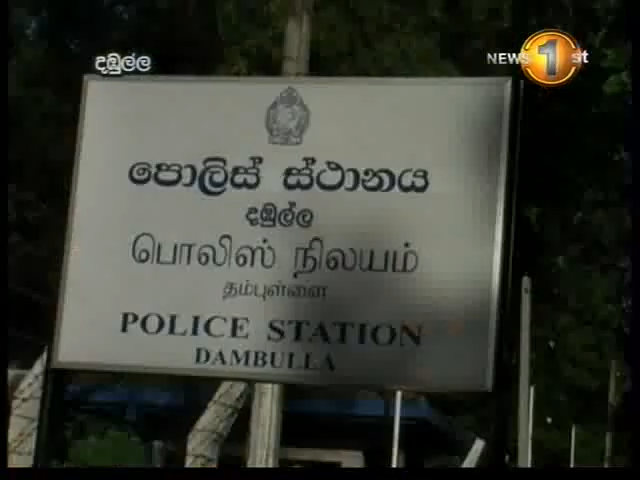 දඹුල්ල
NEWS 1st
පොලිස් ස්ථානය
දඹුල්ල
பொலிஸ் நிலையம்
தம்புள்ளை
POLICE STATION
DAMBULLA